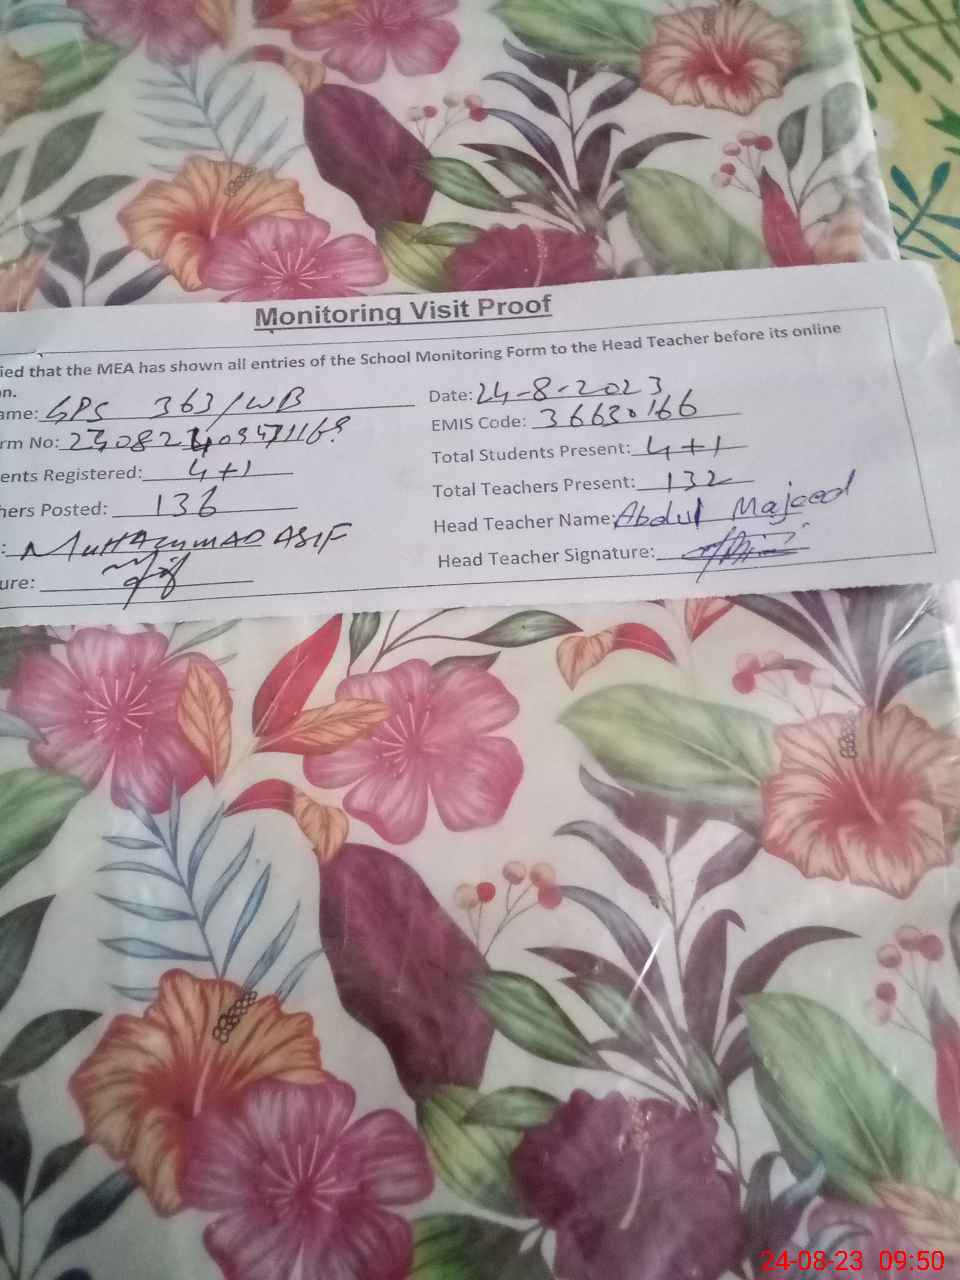 Monitoring Visit Proof
ied that the MEA has shown all entries of the School Monitoring Form to the Head Teacher before its online
n.
Date: 24-8-2023
ame: GPS 363/WB
EMIS Code: 36630166
rm No:
Total Students Present: 4+1
ents Registered: 4+1
Total Teachers Present: 132
hers Posted: 136
Head Teacher Name: Abdul Majeed
: MUHAMMAD ASIF
Head Teacher Signature:
ure:
24-08-23 09:50